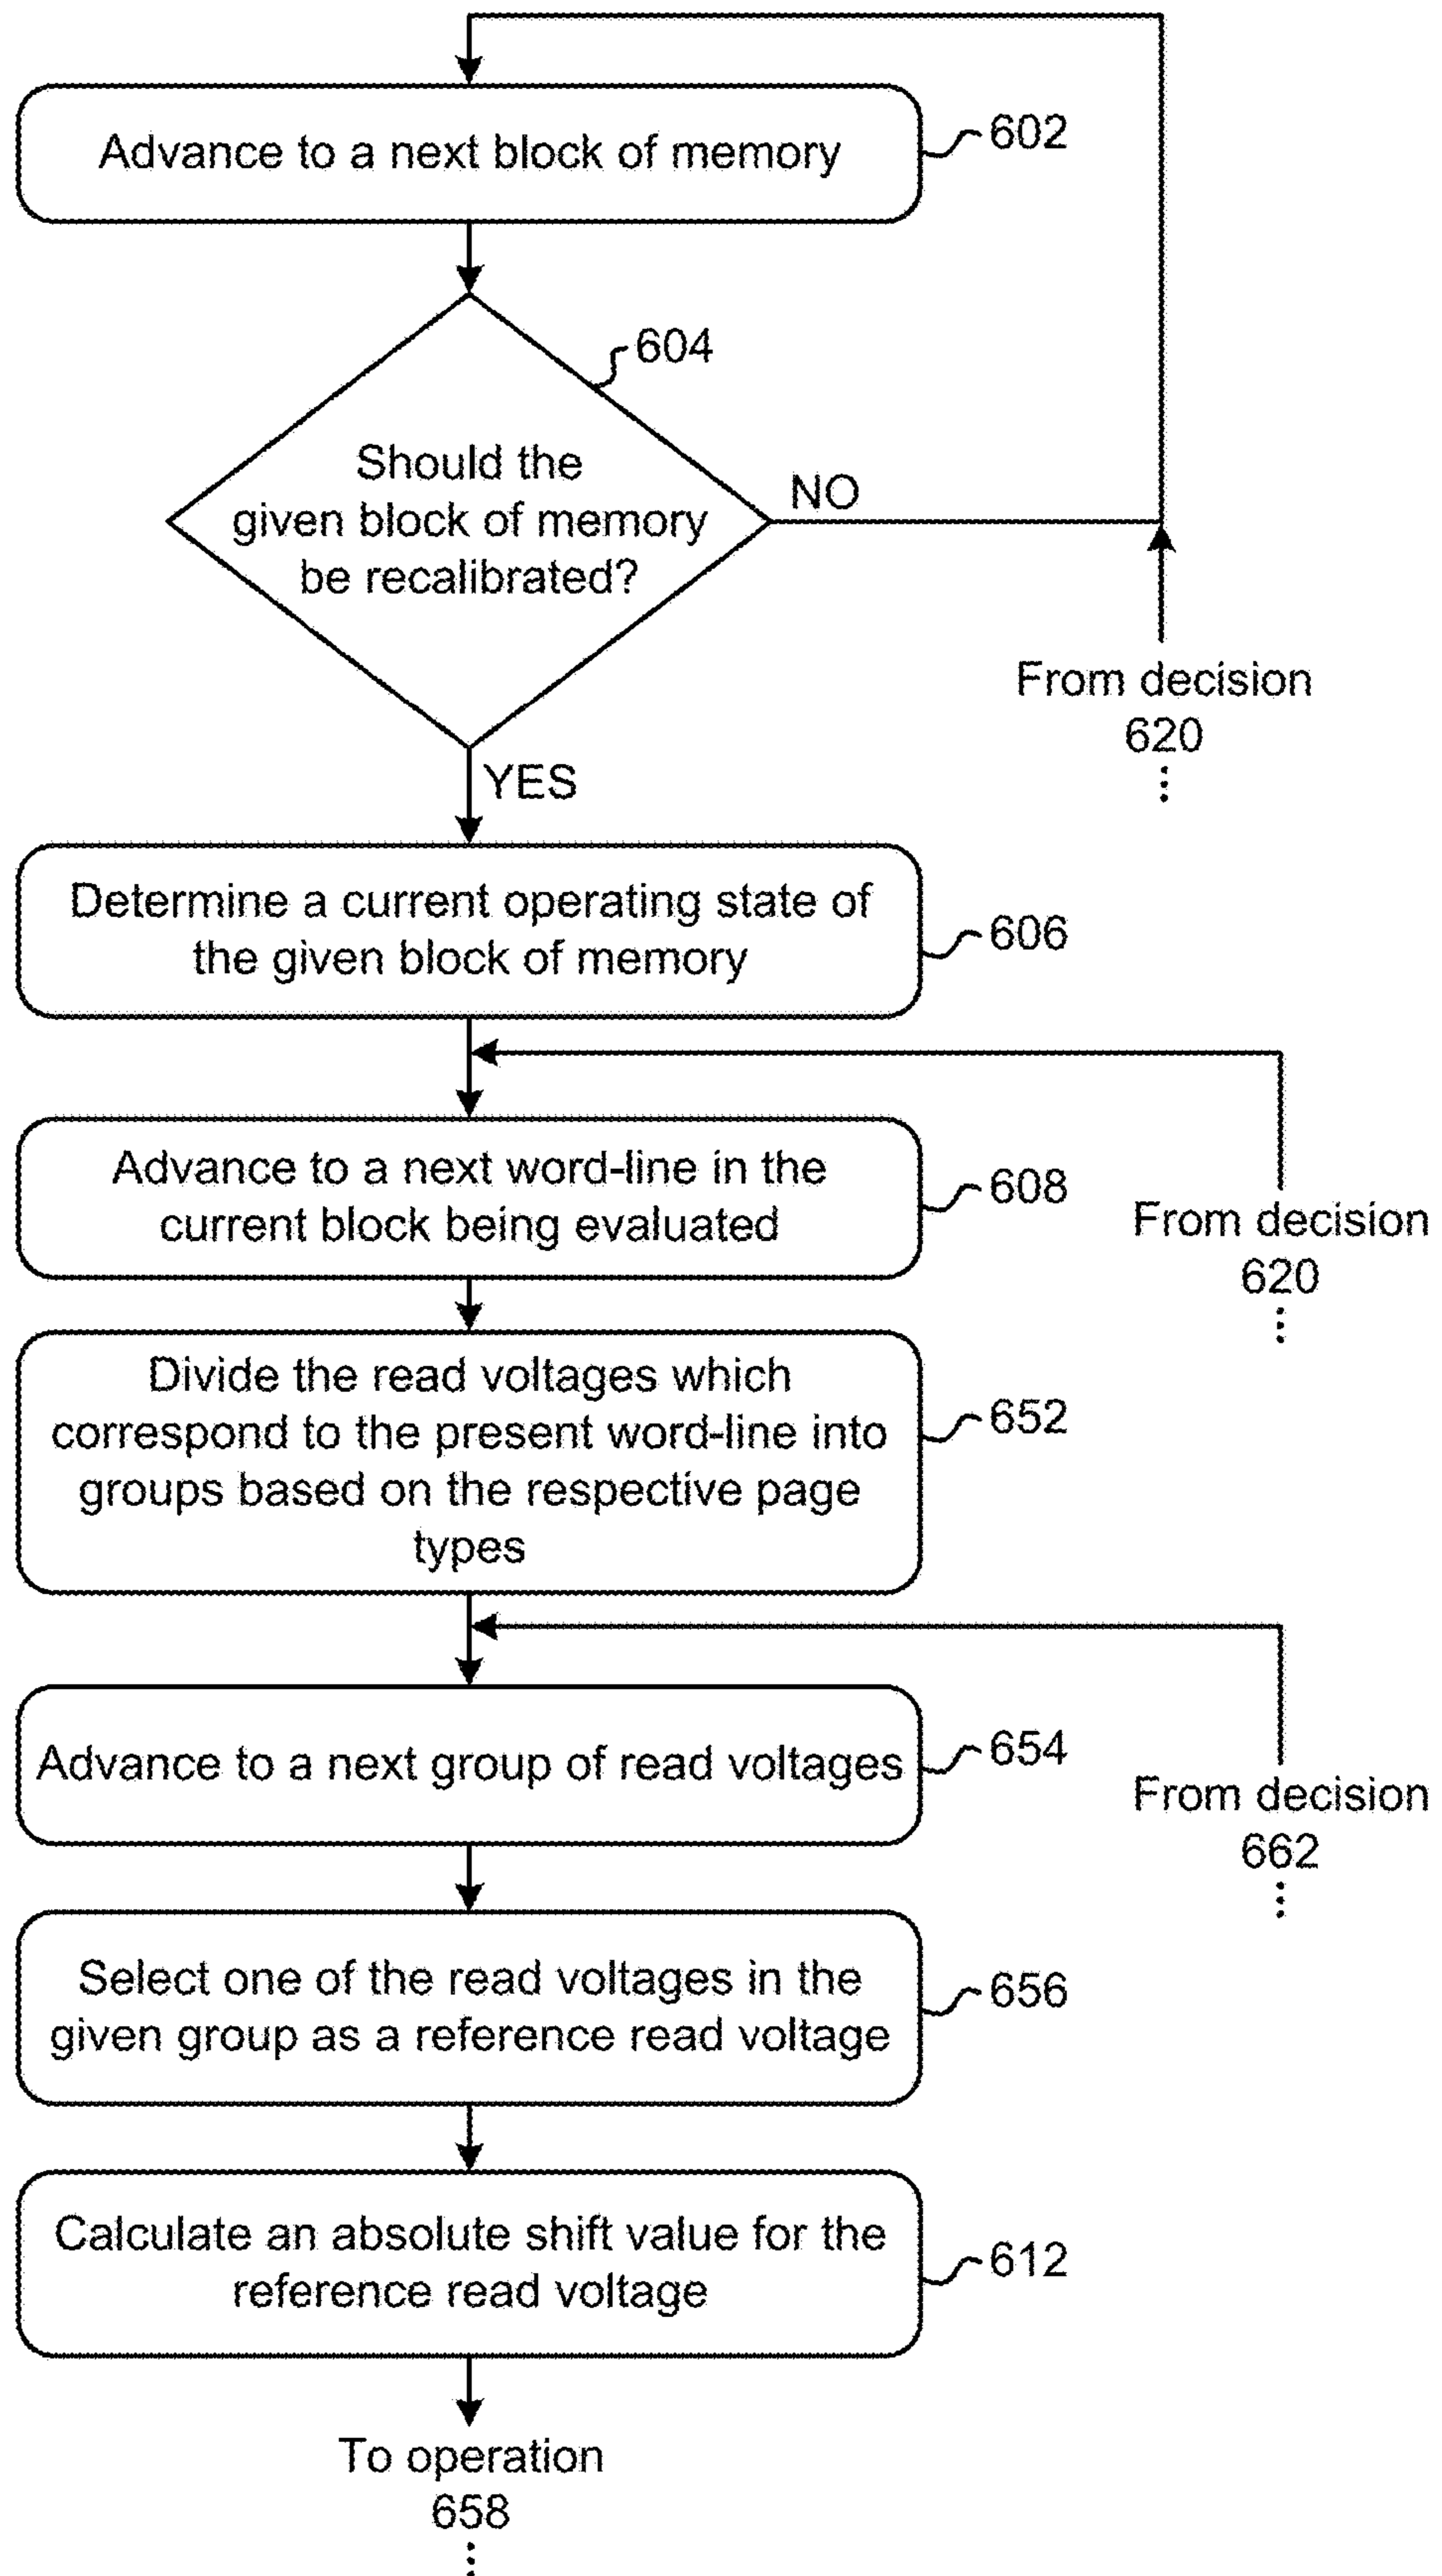 Advance to a next block of memory
602
604
Should the
given block of memory
be recalibrated?
NO
From decision
620
YES
Determine a current operating state of
the given block of memory
606
Advance to a next word-line in the
current block being evaluated
608
From decision
620
Divide the read voltages which
correspond to the present word-line into
groups based on the respective page
types
652
Advance to a next group of read voltages
654
From decision
662
Select one of the read voltages in the
given group as a reference read voltage
656
Calculate an absolute shift value for the
reference read voltage
612
To operation
658